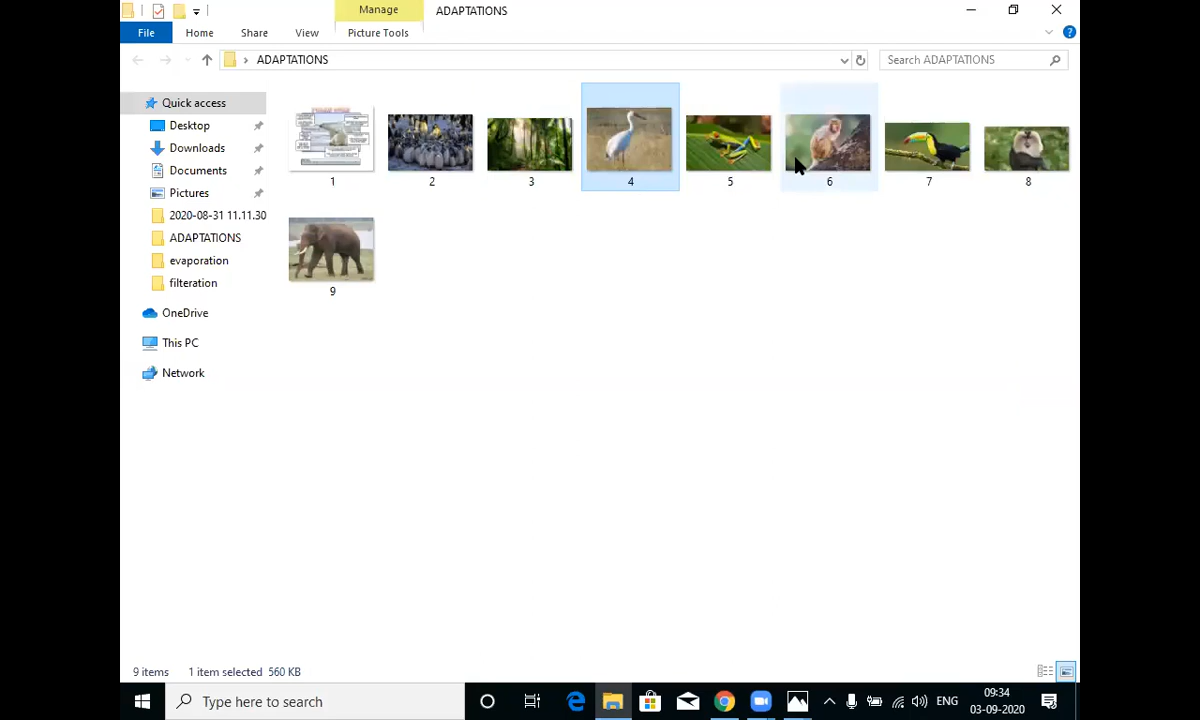 Manage
ADAPTATIONS
File
Home
Share
View
Picture Tools
ADAPTATIONS
Search ADAPTATIONS
Quick access
Desktop
Downloads
Documents
Pictures
2020-08-31 11.11.30
ADAPTATIONS
evaporation
filteration
OneDrive
This PC
Network
1
2
3
4
5
6
7
8
9
9 items
1 item selected 560 KB
Type here to search
ENG
09:34
03-09-2020